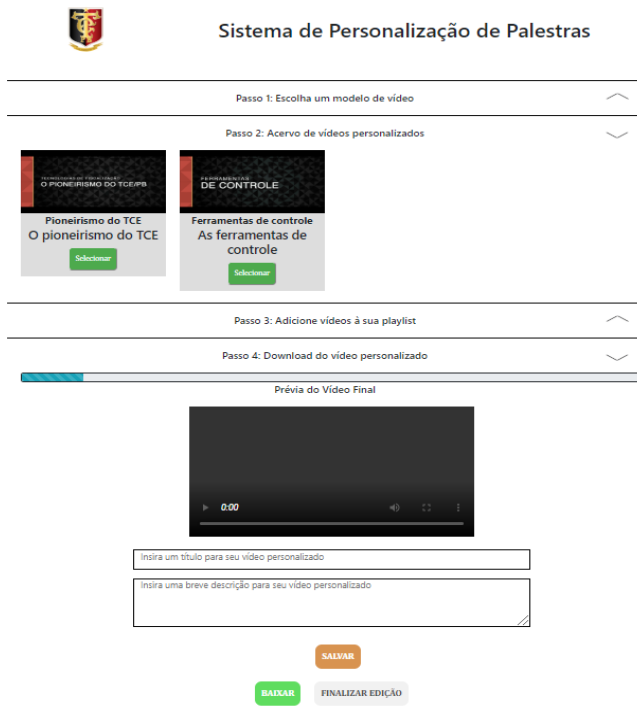 Sistema de Personalização de Palestras
Passo 1: Escolha um modelo de vídeo
Passo 2: Acervo de vídeos personalizados
O PIONEIRISMO DO TCE/PB
FERRAMENTAS
DE CONTROLE
Pioneirismo do TCE
O pioneirismo do TCE
Selecionar
Ferramentas de controle
As ferramentas de
controle
Selecionar
Passo 3: Adicione vídeos à sua playlist
Passo 4: Download do vídeo personalizado
Prévia do Vídeo Final
0:00
Insira um título para seu vídeo personalizado
Insira uma breve descrição para seu vídeo personalizado
SALVAR
BAIXAR
FINALIZAR EDIÇÃO